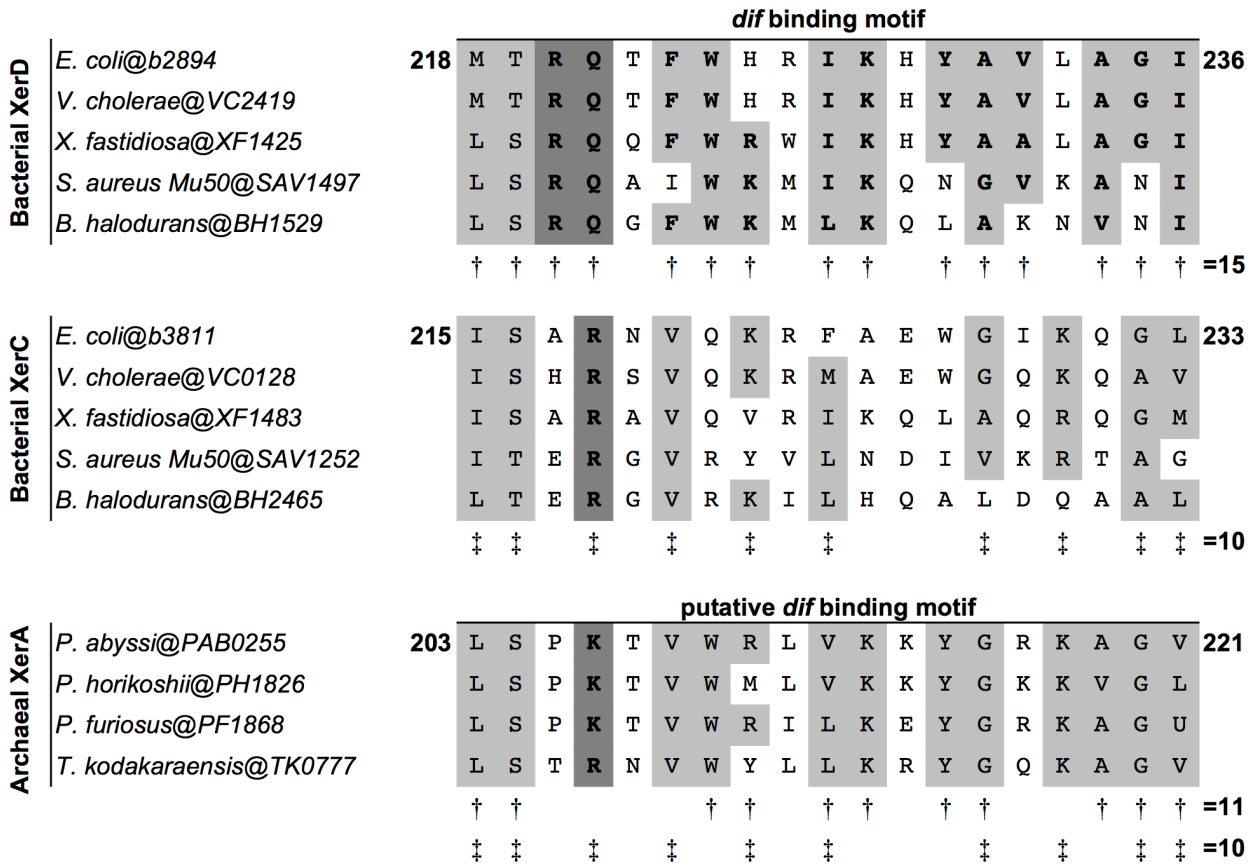 dif binding motif
Bacterial XerD
E. coli@b2894 218 M T R Q T F W H R I K H Y A V L A G I 236
V. cholerae@VC2419 M T R Q T F W H R I K H Y A V L A G I
X. fastidiosa@XF1425 L S R Q Q F W R W I K H Y A A L A G I
S. aureus Mu50@SAV1497 L S R Q A I W K M I K Q N G V K A N I
B. halodurans@BH1529 L S R Q G F W K M L K Q L A K N V N I
† † † † † † † † † † † † † † † =15
Bacterial XerC
E. coli@b3811 215 I S A R N V Q K R F A E W G I K Q G L 233
V. cholerae@VC0128 I S H R S V Q K R M A E W G Q K Q A V
X. fastidiosa@XF1483 I S A R A V Q V R I K Q L A Q R Q G M
S. aureus Mu50@SAV1252 I T E R G V R Y V L N D I V K R T A G
B. halodurans@BH2465 L T E R G V R K I L H Q A L D Q A A L
‡ ‡ ‡ ‡ ‡ ‡ ‡ ‡ ‡ ‡ =10
putative dif binding motif
Archaeal XerA
P. abyssi@PAB0255 203 L S P K T V W R L V K K Y G R K A G V 221
P. horikoshii@PH1826 L S P K T V W M L V K K Y G K K V G L
P. furiosus@PF1868 L S P K T V W R I L K E Y G R K A G U
T. kodakaraensis@TK0777 L S T R N V W Y L L K R Y G Q K A G V
† † † † † † † † † † † =11
‡ ‡ ‡ ‡ ‡ ‡ ‡ ‡ ‡ ‡ =10